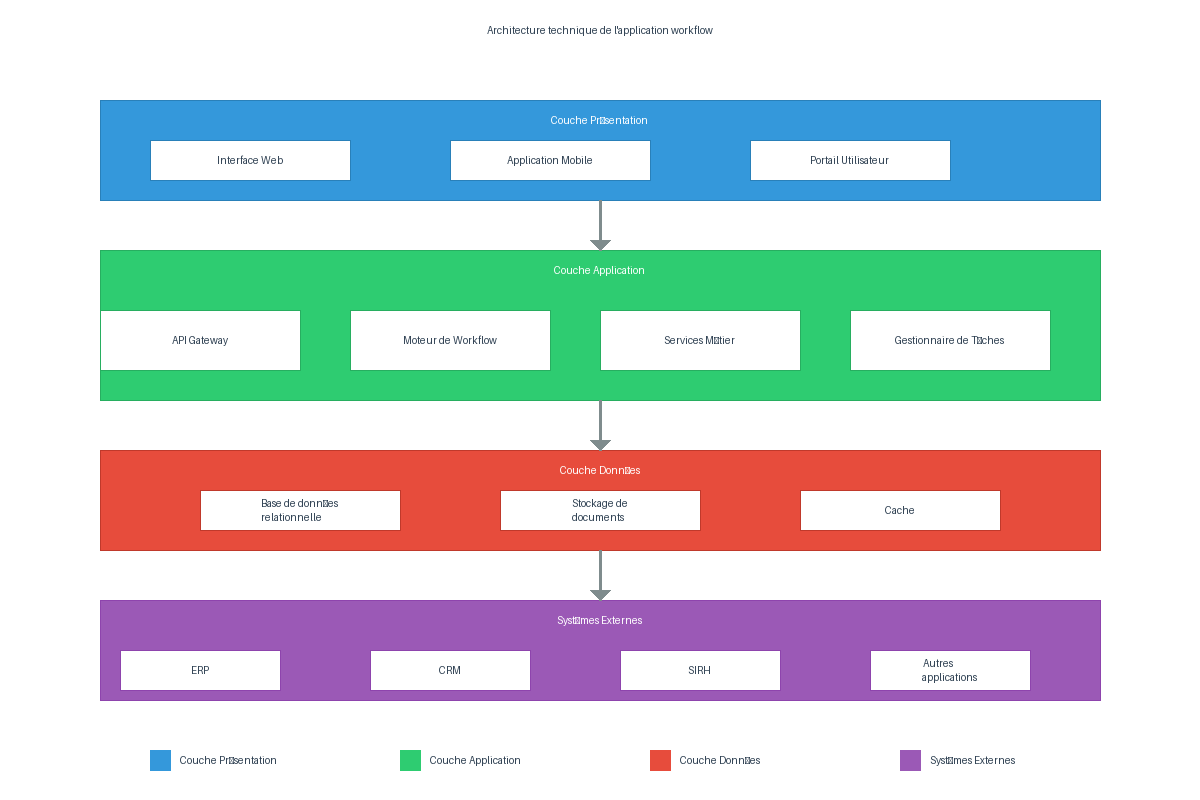 Architecture technique de l'application workflow
Couche Pr□sentation
Interface Web
Application Mobile
Portail Utilisateur
Couche Application
API Gateway
Moteur de Workflow
Services M□tier
Gestionnaire de T□ches
Couche Donn□es
Base de donn□es
relationnelle
Stockage de
documents
Cache
Syst□mes Externes
ERP
CRM
SIRH
Autres
applications
Couche Pr□sentation
Couche Application
Couche Donn□es
Syst□mes Externes